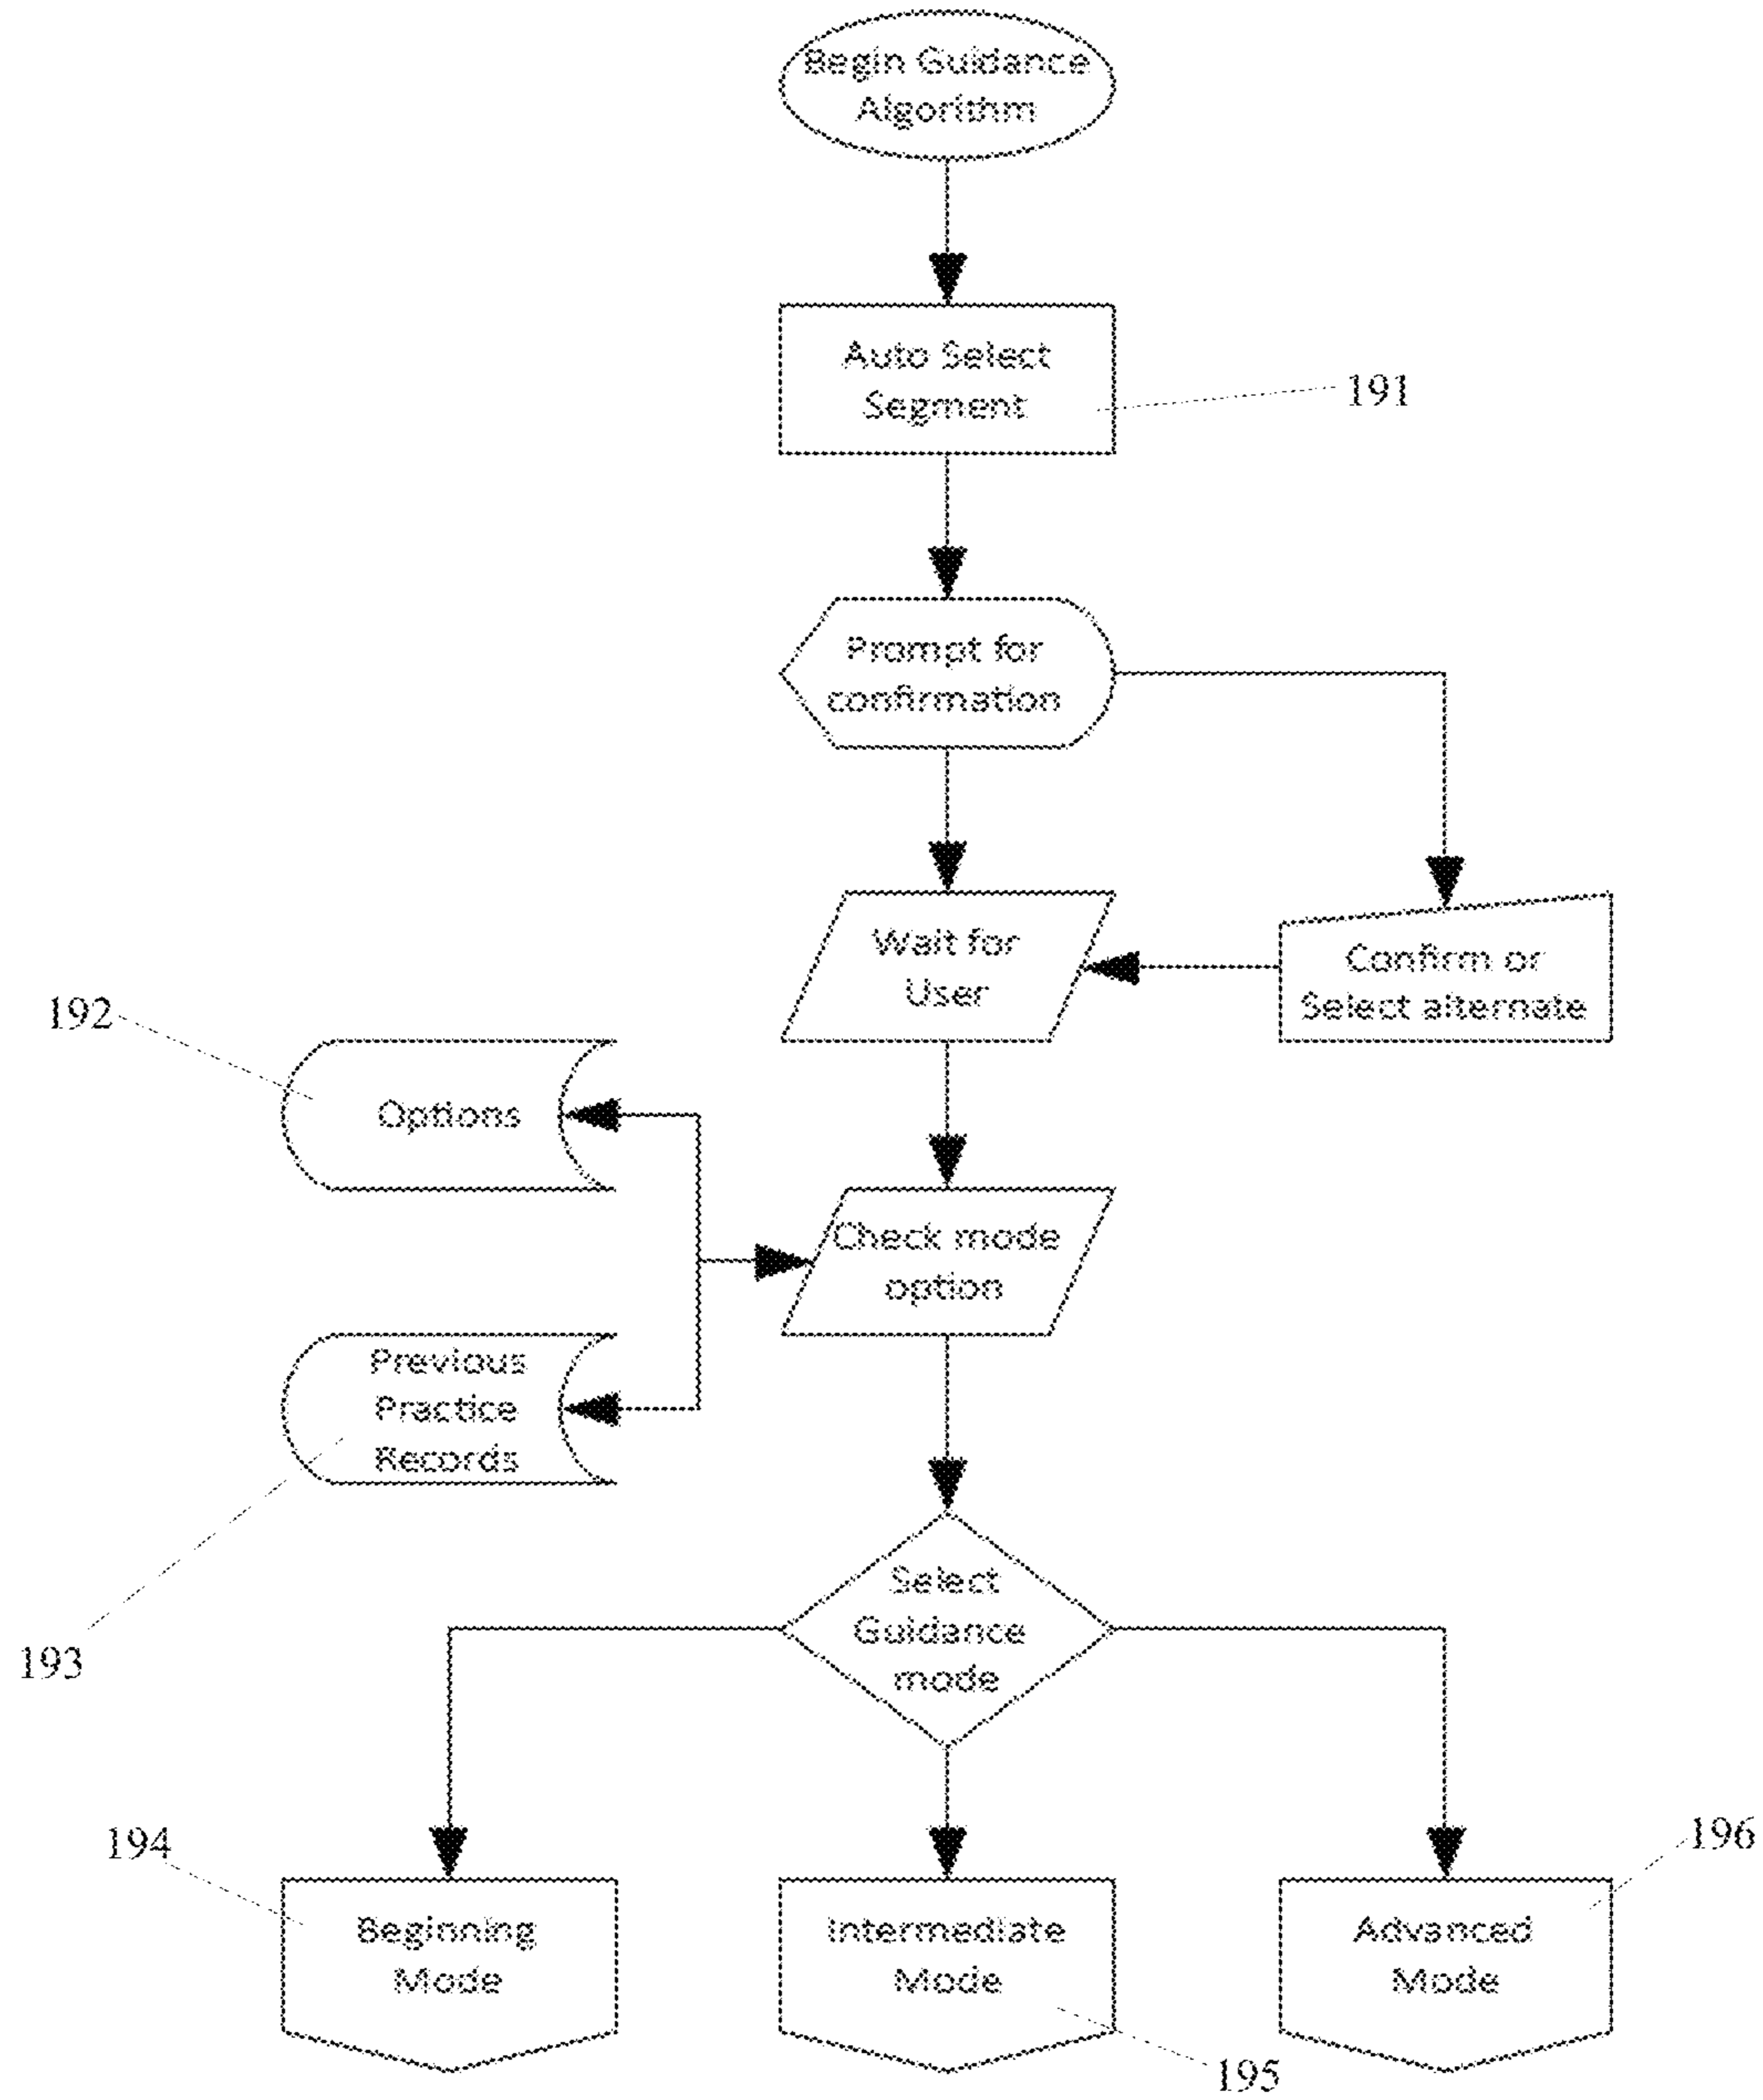 Begin Guidance
Algorithm
Auto Select
Segment
191
Prompt for
confirmation
Wait for
User
Confirm or
Select alternate
192
Options
Check mode
option
Previous
Practice
Records
193
Select
Guidance
mode
194
196
Beginning
Mode
Intermediate
Mode
Advanced
Mode
195